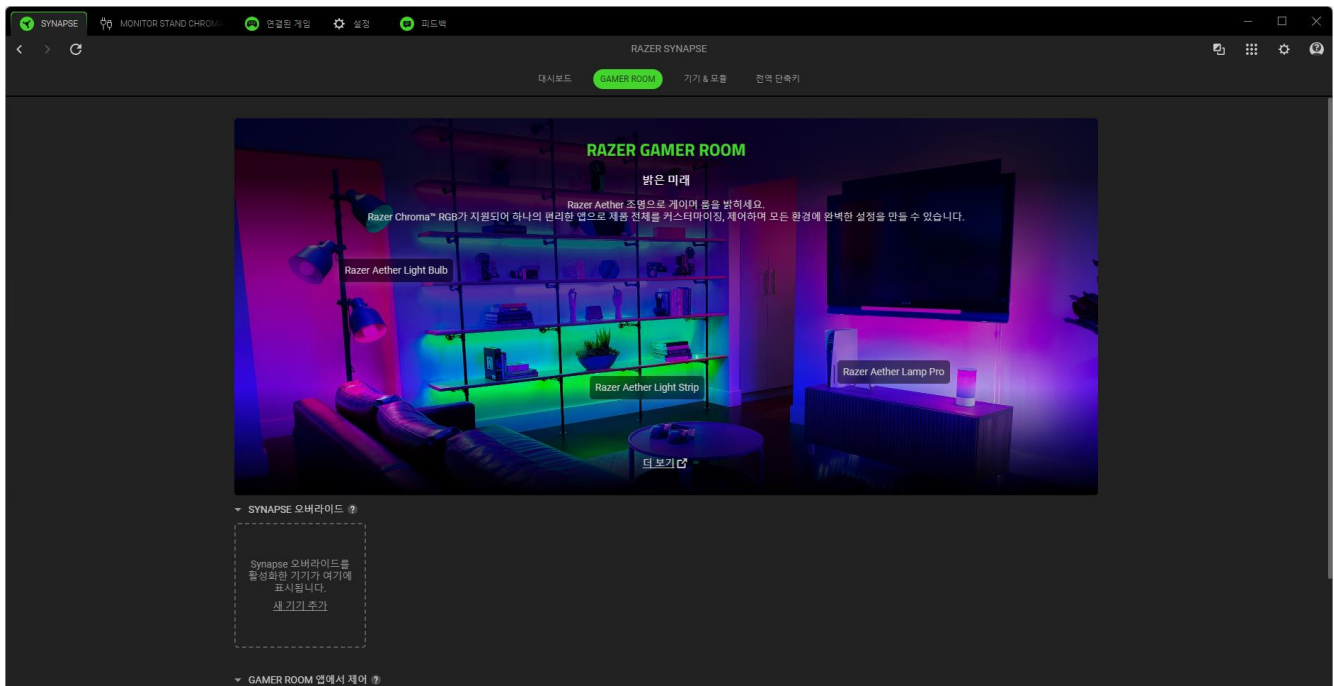 SYNAPSE
MONITOR STAND CHROMA
연결된 게임
설정
피드백
RAZER SYNAPSE
대시보드
GAMER ROOM
기기 & 모듈
전역 단축키
RAZER GAMER ROOM
밝은 미래
Razer Aether 조명으로 게이머 룸을 밝히세요.
Razer Chroma™ RGB가 지원되어 하나의 편리한 앱으로 제품 전체를 커스터마이징, 제어하며 모든 환경에 완벽한 설정을 만들 수 있습니다.
Razer Aether Light Bulb
Razer Aether Lamp Pro
Razer Aether Light Strip
더 보기
SYNAPSE 오버라이드 ?
Synapse 오버라이드를
활성화한 기기가 여기에
표시됩니다.
새 기기 추가
GAMER ROOM 앱에서 제어 ?